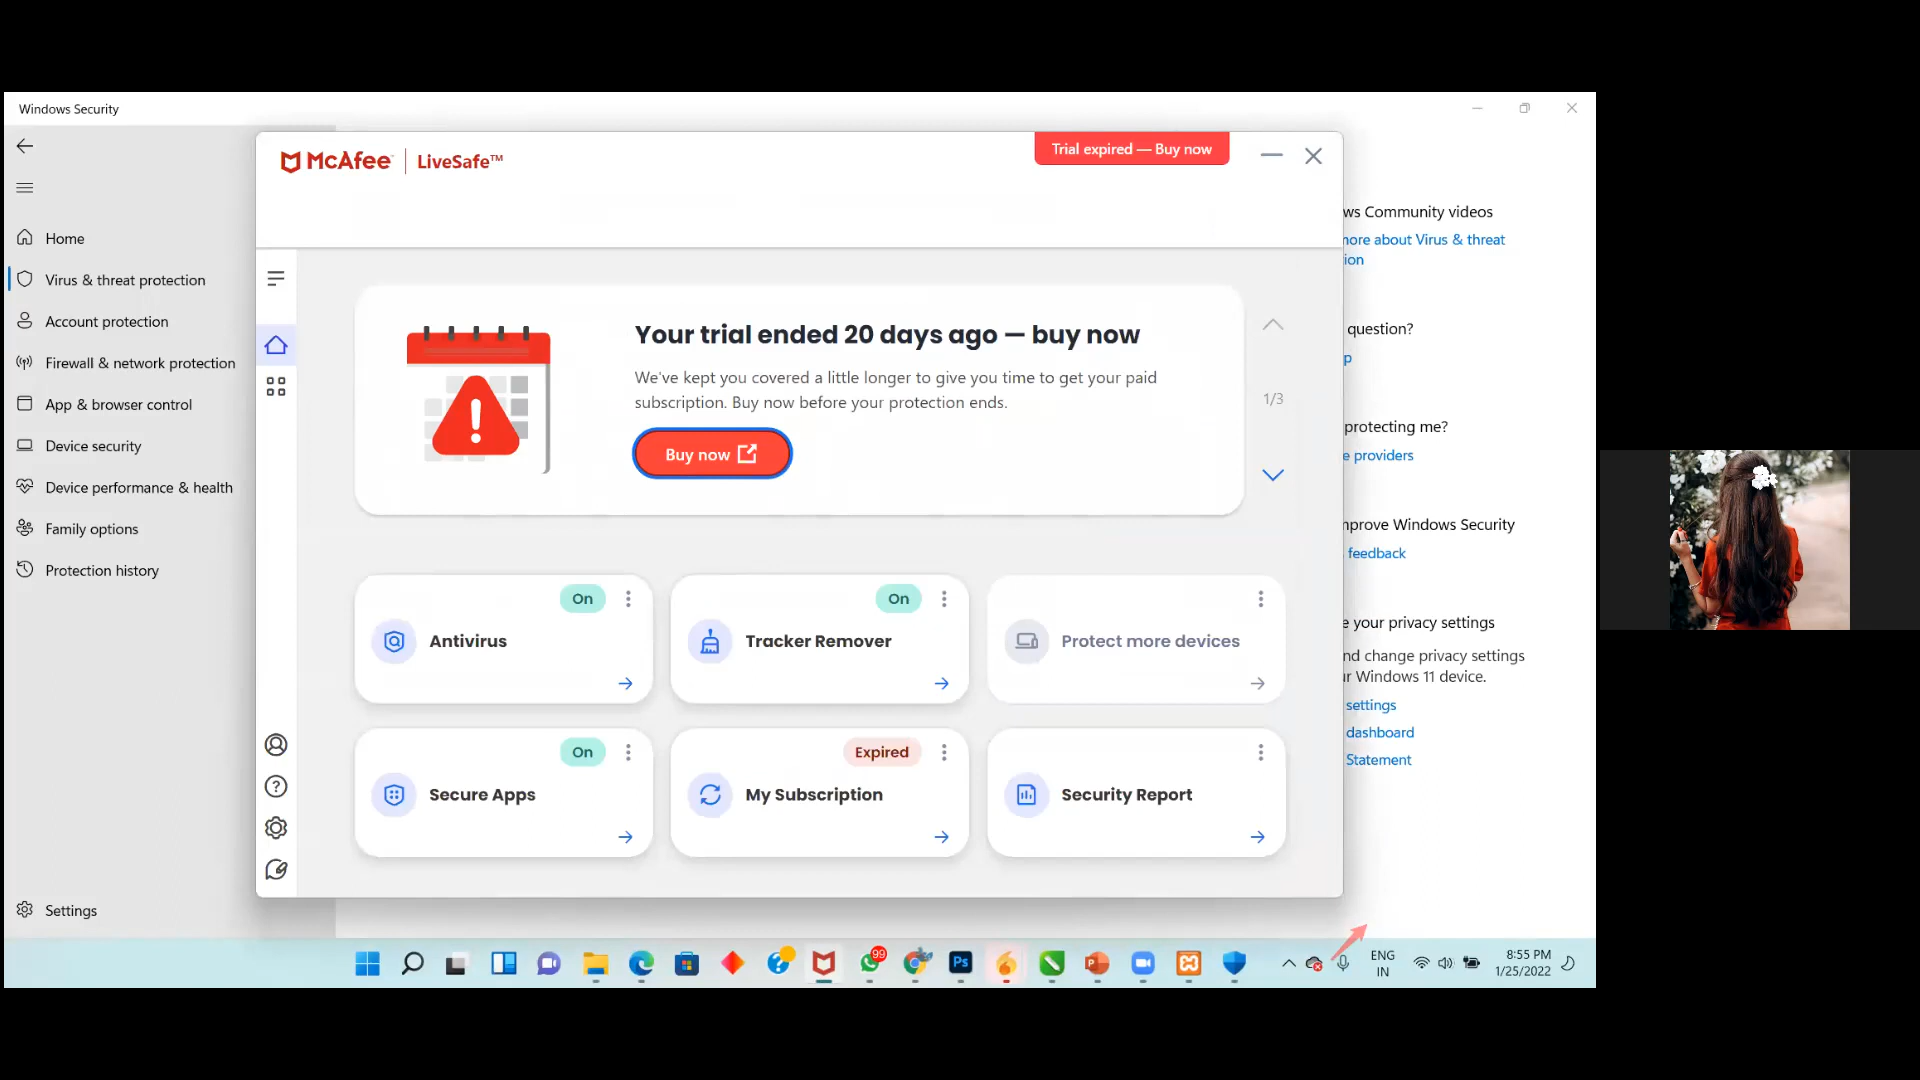 Windows Security
Home
Virus & threat protection
Account protection
Firewall & network protection
App & browser control
Device security
Device performance & health
Family options
Protection history
Settings
McAfee LiveSafe™
Trial expired — Buy now
Your trial ended 20 days ago — buy now
We've kept you covered a little longer to give you time to get your paid
subscription. Buy now before your protection ends.
Buy now
1/3
On
Antivirus
On
Tracker Remover
Protect more devices
On
Secure Apps
Expired
My Subscription
Security Report
ws Community videos
more about Virus & threat
ion
question?
p
protecting me?
e providers
mprove Windows Security
feedback
e your privacy settings
nd change privacy settings
ur Windows 11 device.
settings
dashboard
Statement
99
Ps
ENG
IN
8:55 PM
1/25/2022